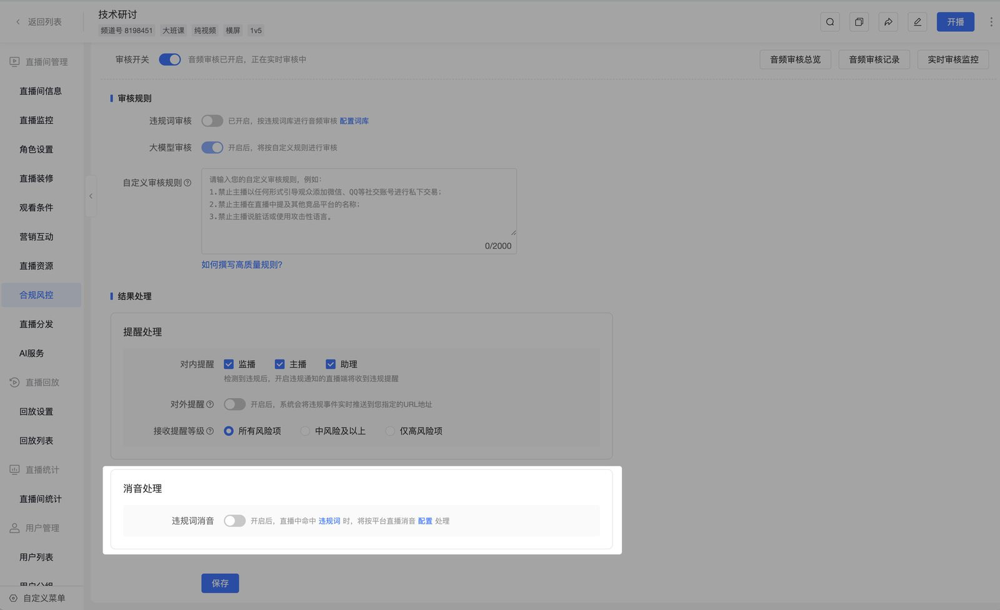 返回列表
技术研讨
频道号 8198451 大班课 纯视频 横屏 1v5
开播
直播间管理
直播间信息
直播监控
角色设置
直播装修
观看条件
营销互动
直播资源
合规风控
直播分发
AI服务
直播回放
回放设置
回放列表
直播统计
直播间统计
用户管理
用户列表
用户分组
自定义菜单
审核开关 音频审核已开启，正在实时审核中
音频审核总览 音频审核记录 实时审核监控
审核规则
违规词审核 已开启，按违规词库进行音频审核 配置词库
大模型审核 开启后，将按自定义规则进行审核
自定义审核规则
请输入您的自定义审核规则，例如：
1.禁止主播以任何形式引导观众添加微信、QQ等社交账号进行私下交易；
2.禁止主播在直播中提及其他竞品平台的名称；
3.禁止主播说脏话或使用攻击性语言。
0/2000
如何撰写高质量规则?
结果处理
提醒处理
对内提醒 监播 主播 助理
检测到违规后，开启违规通知的直播端将收到违规提醒
对外提醒 开启后，系统会将违规事件实时推送到您指定的URL地址
接收提醒等级 所有风险项 中风险及以上 仅高风险项
消音处理
违规词消音 开启后，直播中命中 违规词 时，将按平台直播消音 配置 处理
保存